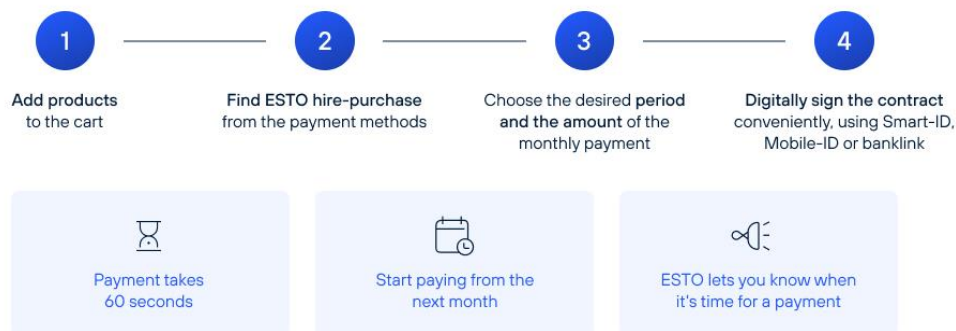 1
2
3
4
Add products
to the cart
Find ESTO hire-purchase
from the payment methods
Choose the desired period
and the amount of the
monthly payment
Digitally sign the contract
conveniently, using Smart-ID,
Mobile-ID or banklink
Payment takes
60 seconds
Start paying from the
next month
ESTO lets you know when
it's time for a payment